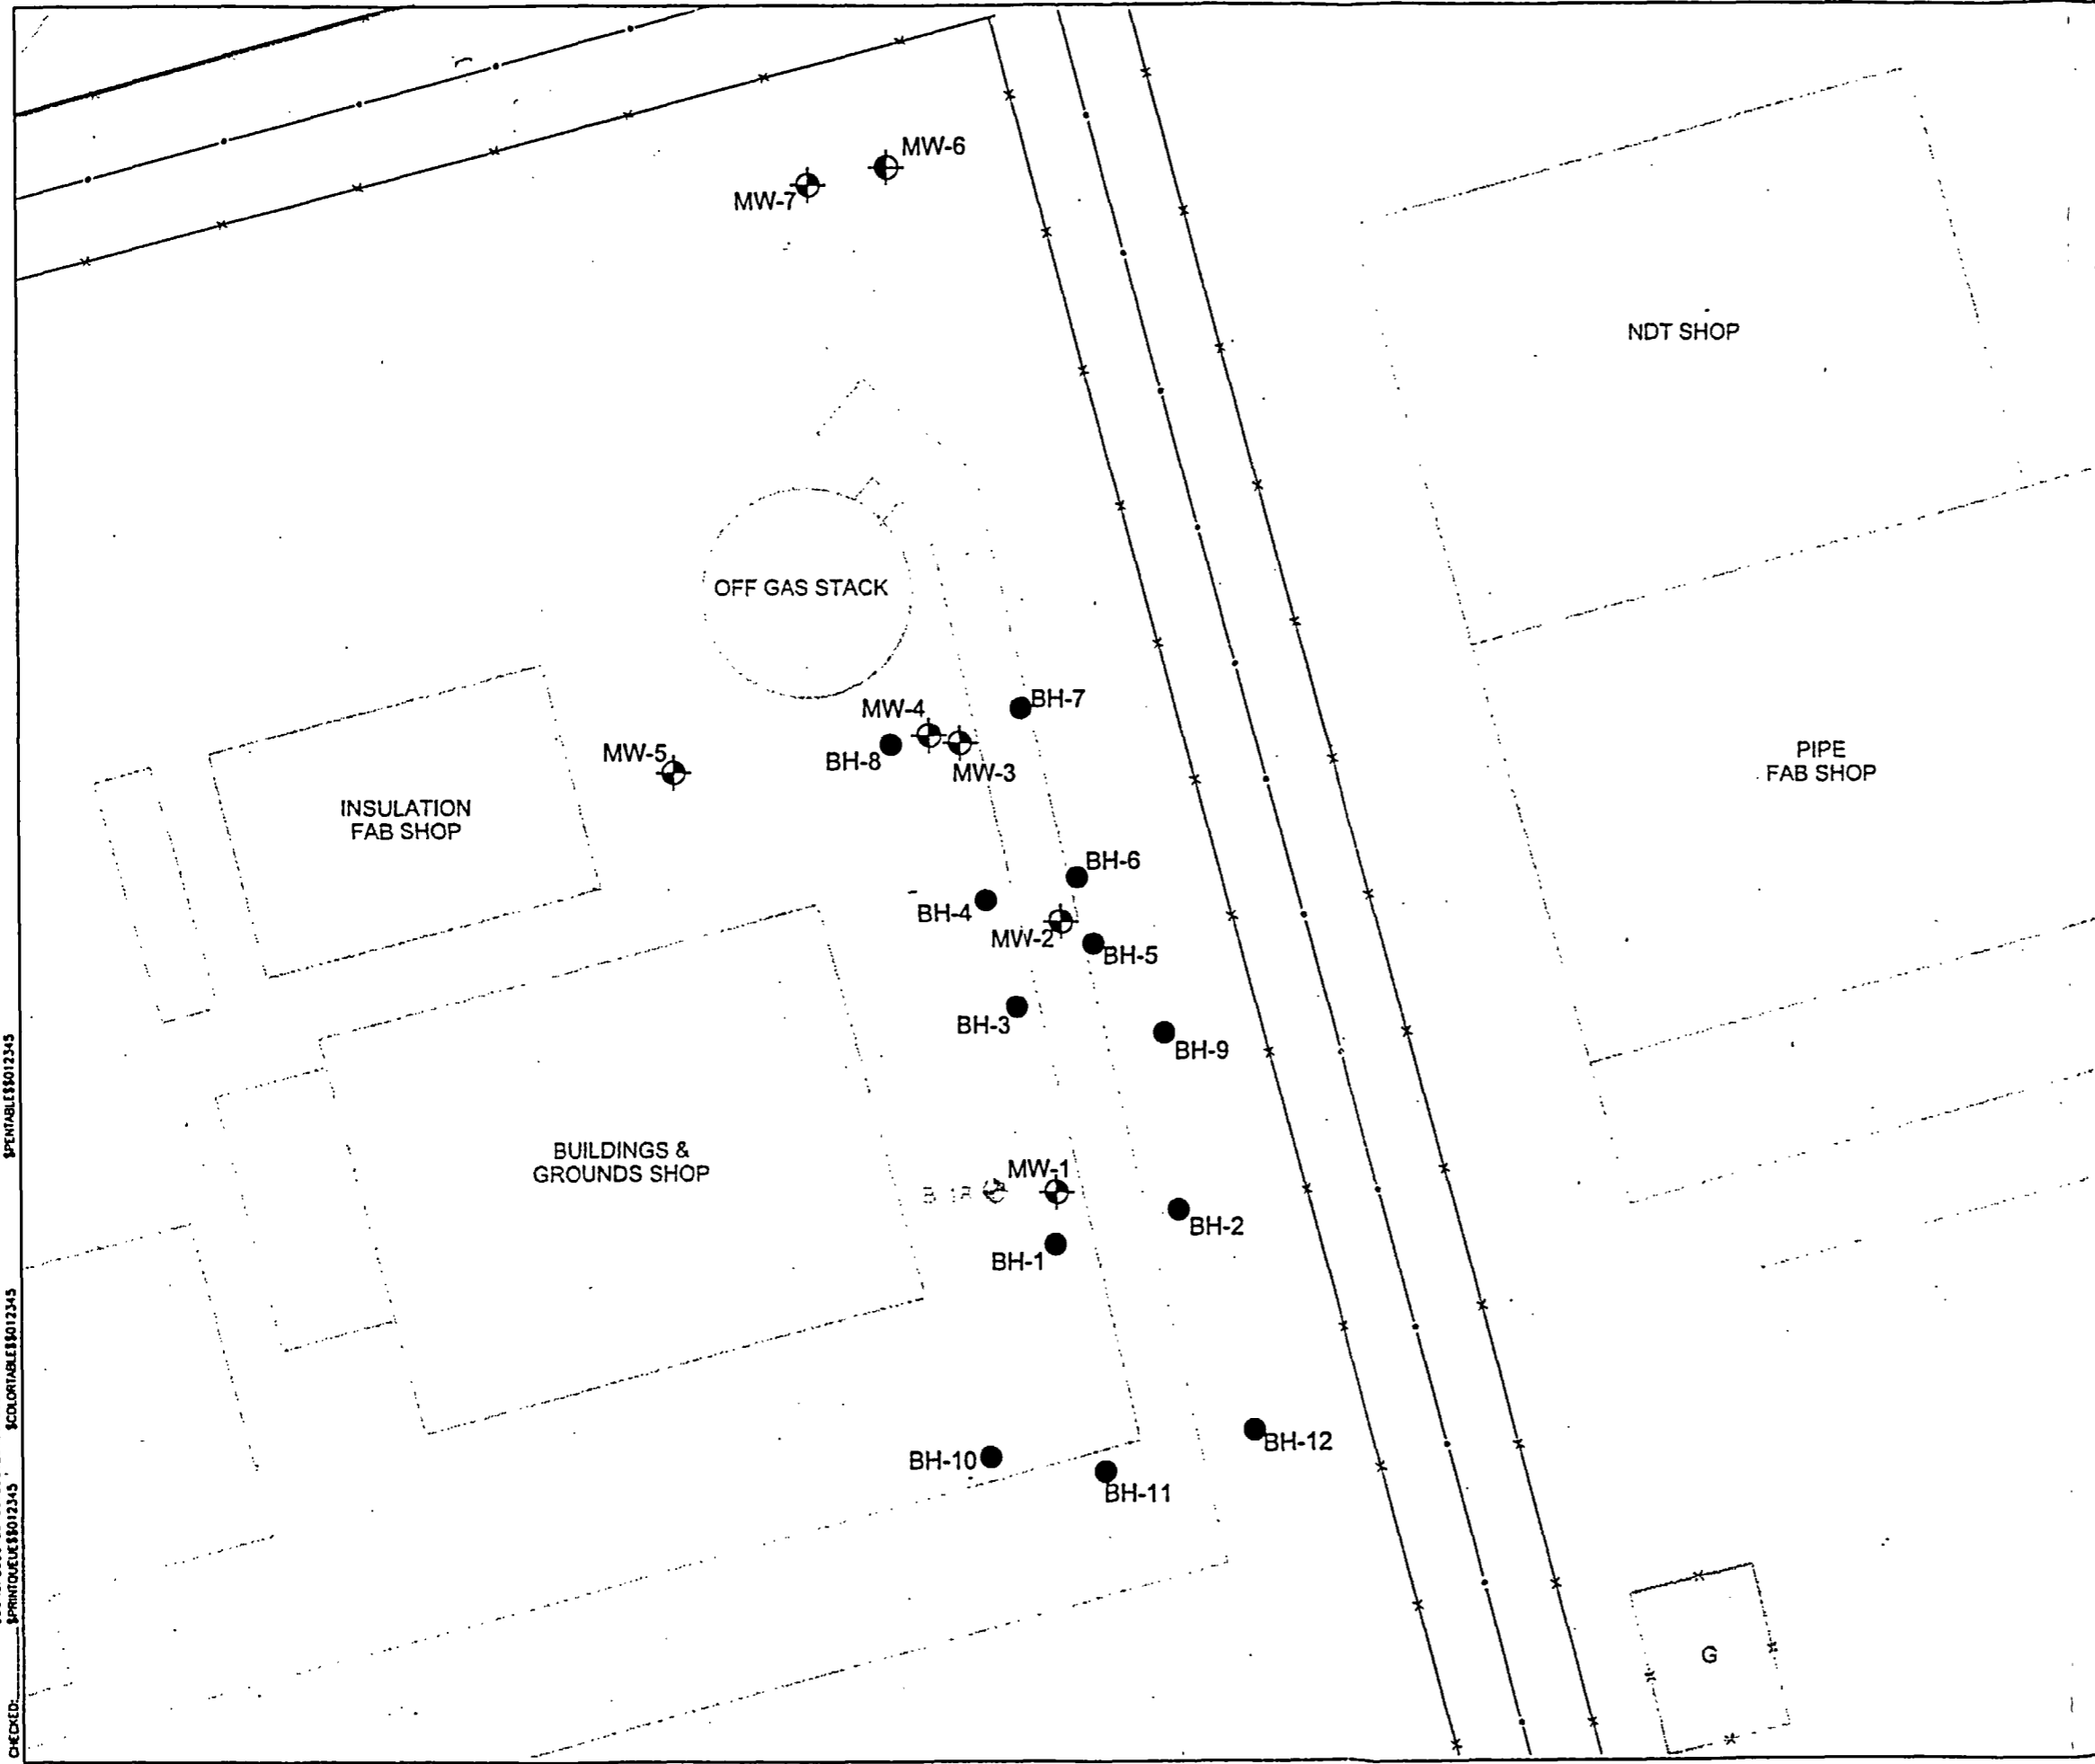 MW-6
MW-7
NDT SHOP
OFF GAS STACK
BH-7
MW-4
MW-5
BH-8
MW-3
PIPE
FAB SHOP
INSULATION
FAB SHOP
BH-6
BH-4
MW-2
BH-5
BH-3
BH-9
BUILDINGS &
GROUNDS SHOP
MW-1
BH-2
BH-1
BH-12
BH-10
BH-11
G
$PENTABLE$$012345
$COLORTABLE$$012345
$PRINTQUEUE$$012345
CHECKED: